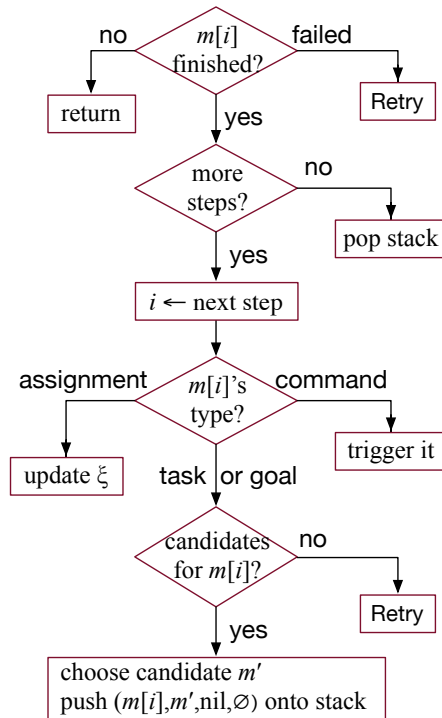 m[i]
finished?
no
failed
return
Retry
yes
more
steps?
no
pop stack
yes
i ← next step
m[i]'s
type?
assignment
command
update ξ
trigger it
task or goal
candidates
for m[i]?
no
Retry
yes
choose candidate m′
push (m[i],m′,nil,∅) onto stack